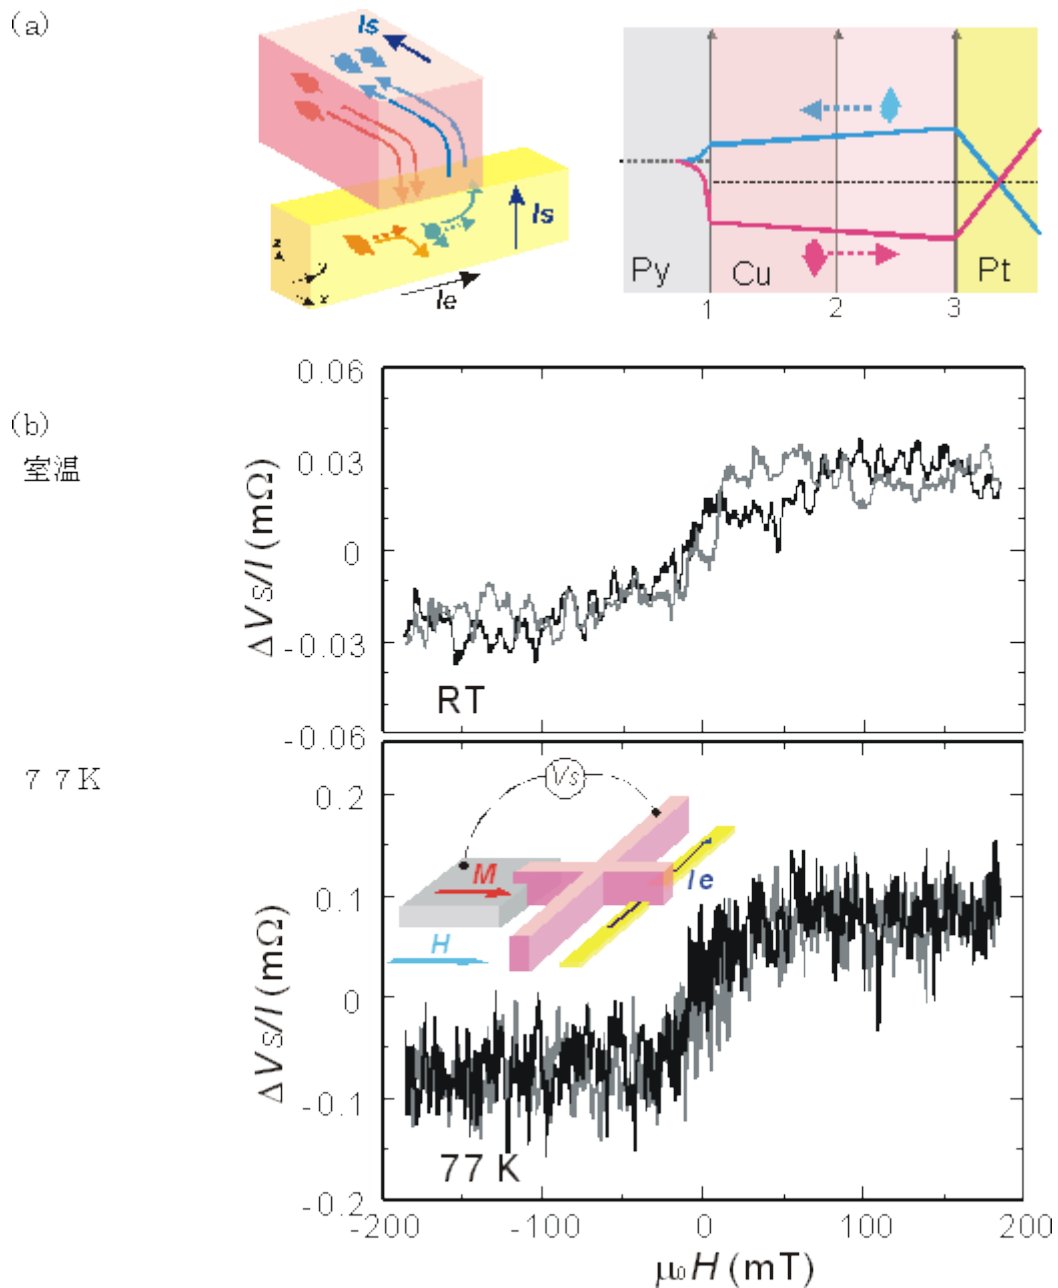 (a)
Is
Is
z
y
x
Ie
Py
Cu
Pt
1
2
3
(b)
室温
0.06
0.03
0
-0.03
-0.06
ΔVS/I (mΩ)
RT
77K
0.2
0.1
0
-0.1
-0.2
ΔVS/I (mΩ)
Vs
M
Ie
H
77 K
-200
-100
0
100
200
μ₀H (mT)